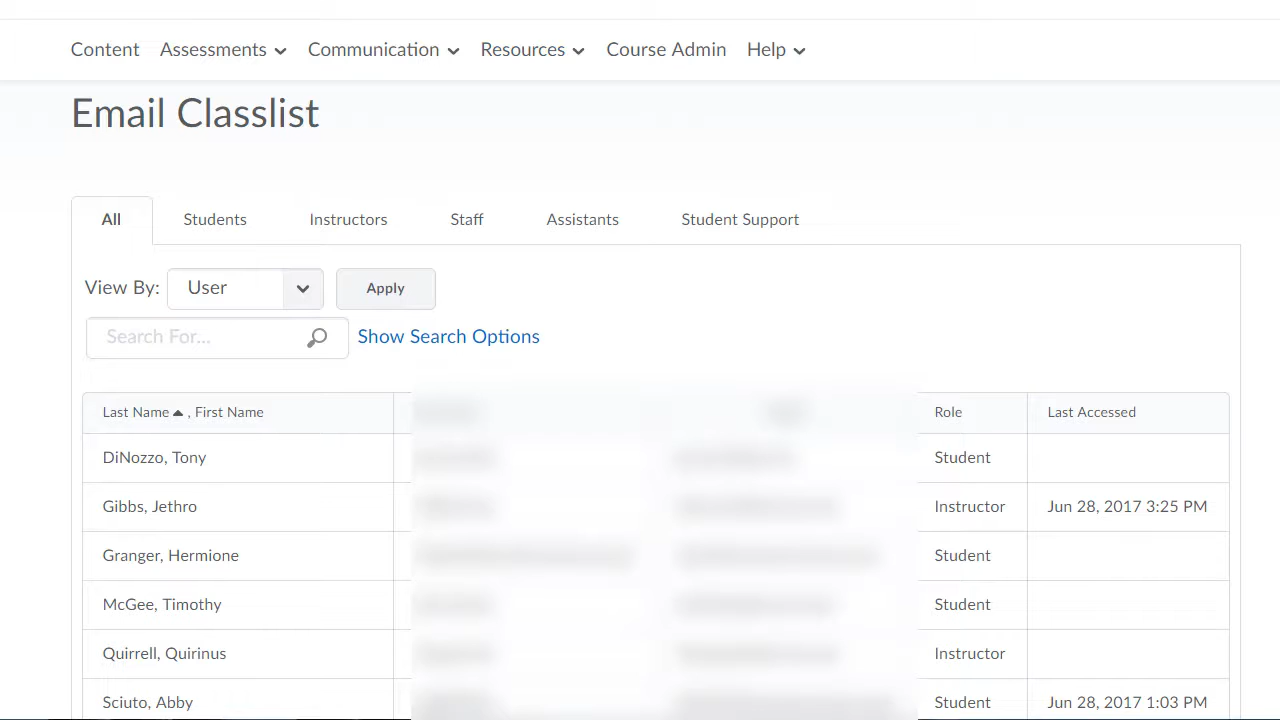 Content Assessments Communication Resources Course Admin Help
Email Classlist
All Students Instructors Staff Assistants Student Support
View By: User Apply
Search For... Show Search Options
Last Name , First Name Role Last Accessed
DiNozzo, Tony Student
Gibbs, Jethro Instructor Jun 28, 2017 3:25 PM
Granger, Hermione Student
McGee, Timothy Student
Quirrell, Quirinus Instructor
Sciuto, Abby Student Jun 28, 2017 1:03 PM